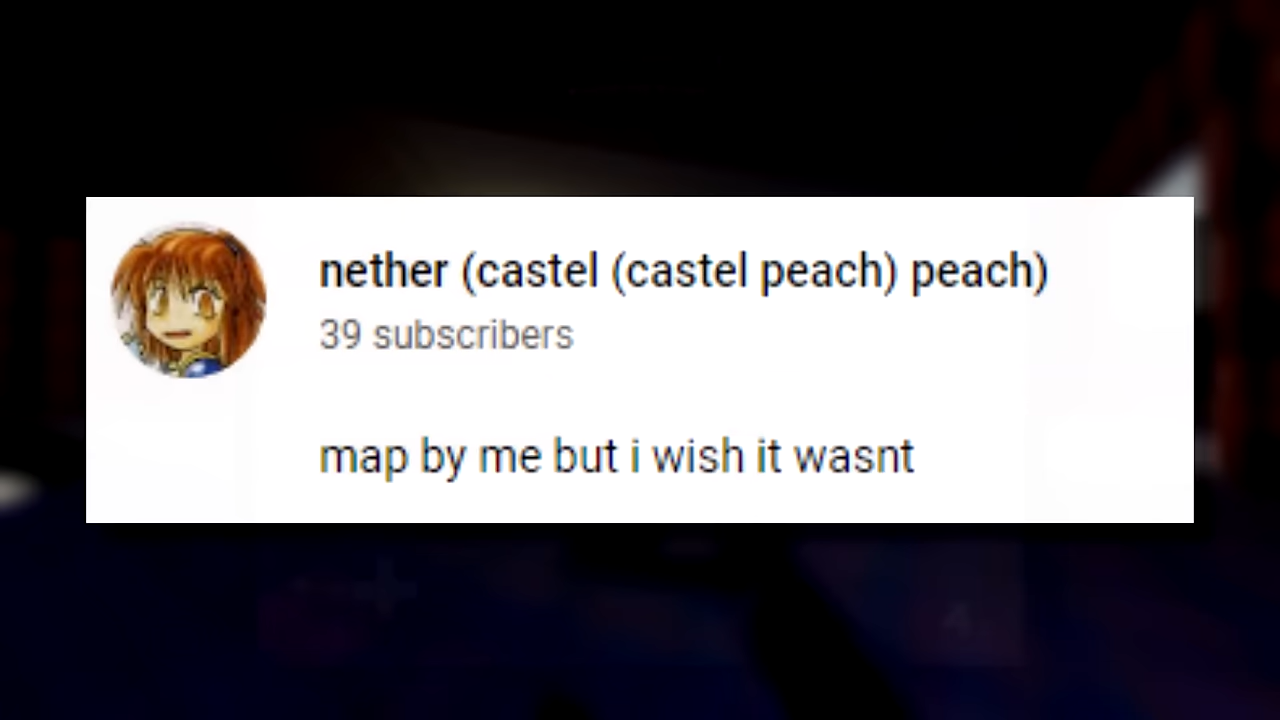 nether (castel (castel peach) peach)
39 subscribers
map by me but i wish it wasnt